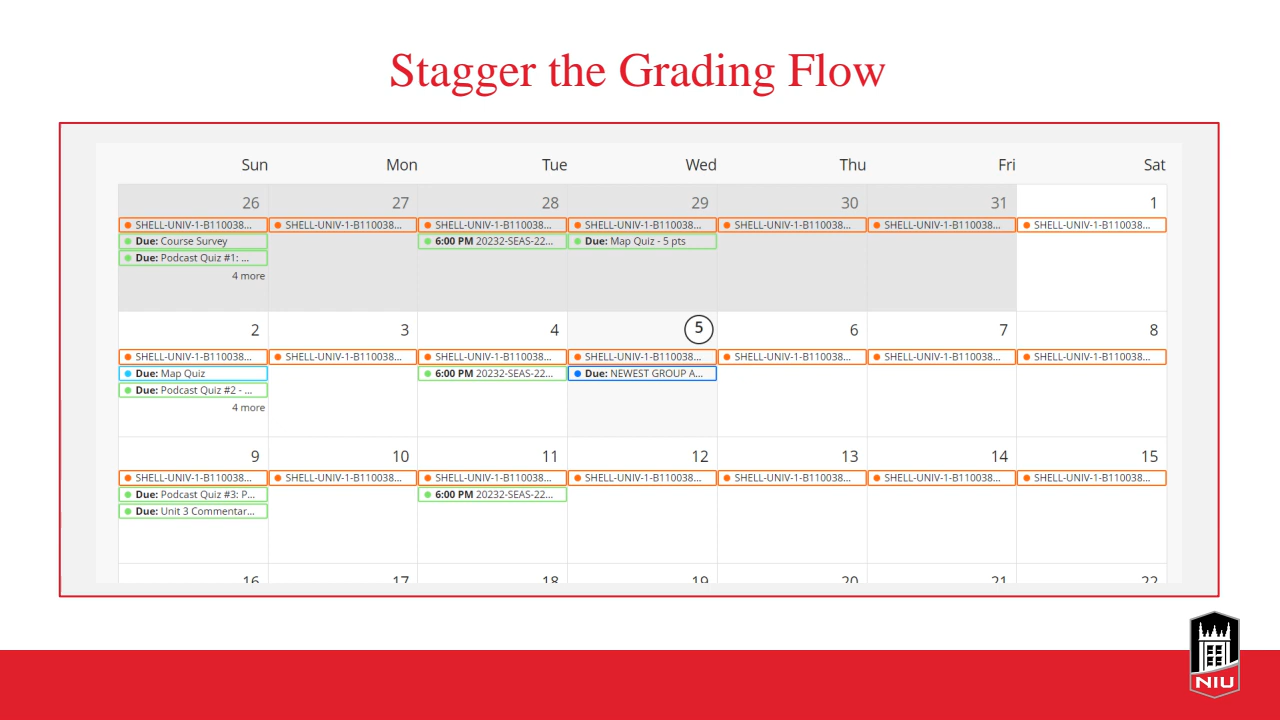 Stagger the Grading Flow
Sun Mon Tue Wed Thu Fri Sat
26 27 28 29 30 31 1
SHELL-UNIV-1-B110038... SHELL-UNIV-1-B110038... SHELL-UNIV-1-B110038... SHELL-UNIV-1-B110038... SHELL-UNIV-1-B110038... SHELL-UNIV-1-B110038... SHELL-UNIV-1-B110038...
Due: Course Survey 6:00 PM 20232-SEAS-22... Due: Map Quiz - 5 pts
Due: Podcast Quiz #1: ...
4 more
2 3 4 5 6 7 8
SHELL-UNIV-1-B110038... SHELL-UNIV-1-B110038... SHELL-UNIV-1-B110038... SHELL-UNIV-1-B110038... SHELL-UNIV-1-B110038... SHELL-UNIV-1-B110038... SHELL-UNIV-1-B110038...
Due: Map Quiz 6:00 PM 20232-SEAS-22... Due: NEWEST GROUP A...
Due: Podcast Quiz #2 - ...
4 more
9 10 11 12 13 14 15
SHELL-UNIV-1-B110038... SHELL-UNIV-1-B110038... SHELL-UNIV-1-B110038... SHELL-UNIV-1-B110038... SHELL-UNIV-1-B110038... SHELL-UNIV-1-B110038... SHELL-UNIV-1-B110038...
Due: Podcast Quiz #3: P... 6:00 PM 20232-SEAS-22...
Due: Unit 3 Commentar...
16 17 18 19 20 21 22
NIU